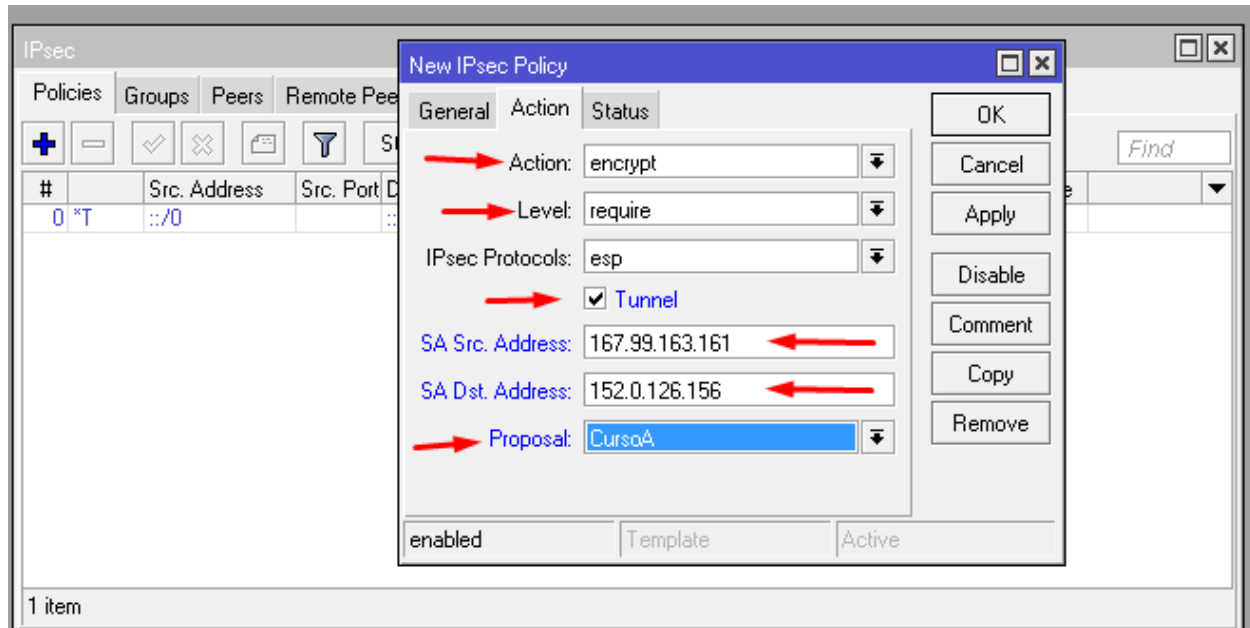 IPsec
Policies Groups Peers Remote Pee
Find
# Src. Address Src. Port
0 *T ::/0
1 item
New IPsec Policy
General Action Status
Action: encrypt
Level: require
IPsec Protocols: esp
Tunnel
SA Src. Address: 167.99.163.161
SA Dst. Address: 152.0.126.156
Proposal: CursoA
enabled Template Active
OK
Cancel
Apply
Disable
Comment
Copy
Remove